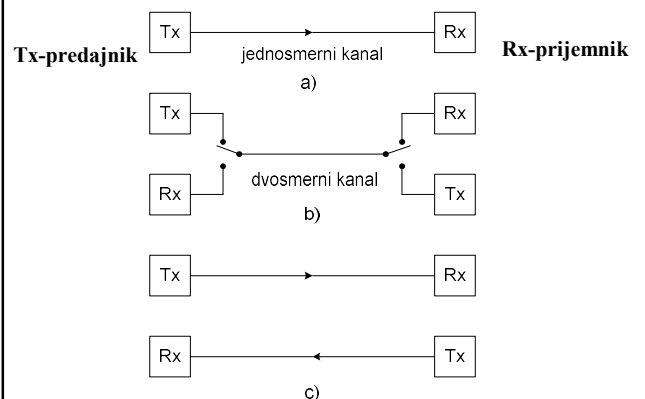 Tx Rx
Tx-predajnik Rx-prijemnik
jednosmerni kanal
a)
Tx Rx
dvosmerni kanal
Rx Tx
b)
Tx Rx
Rx Tx
c)